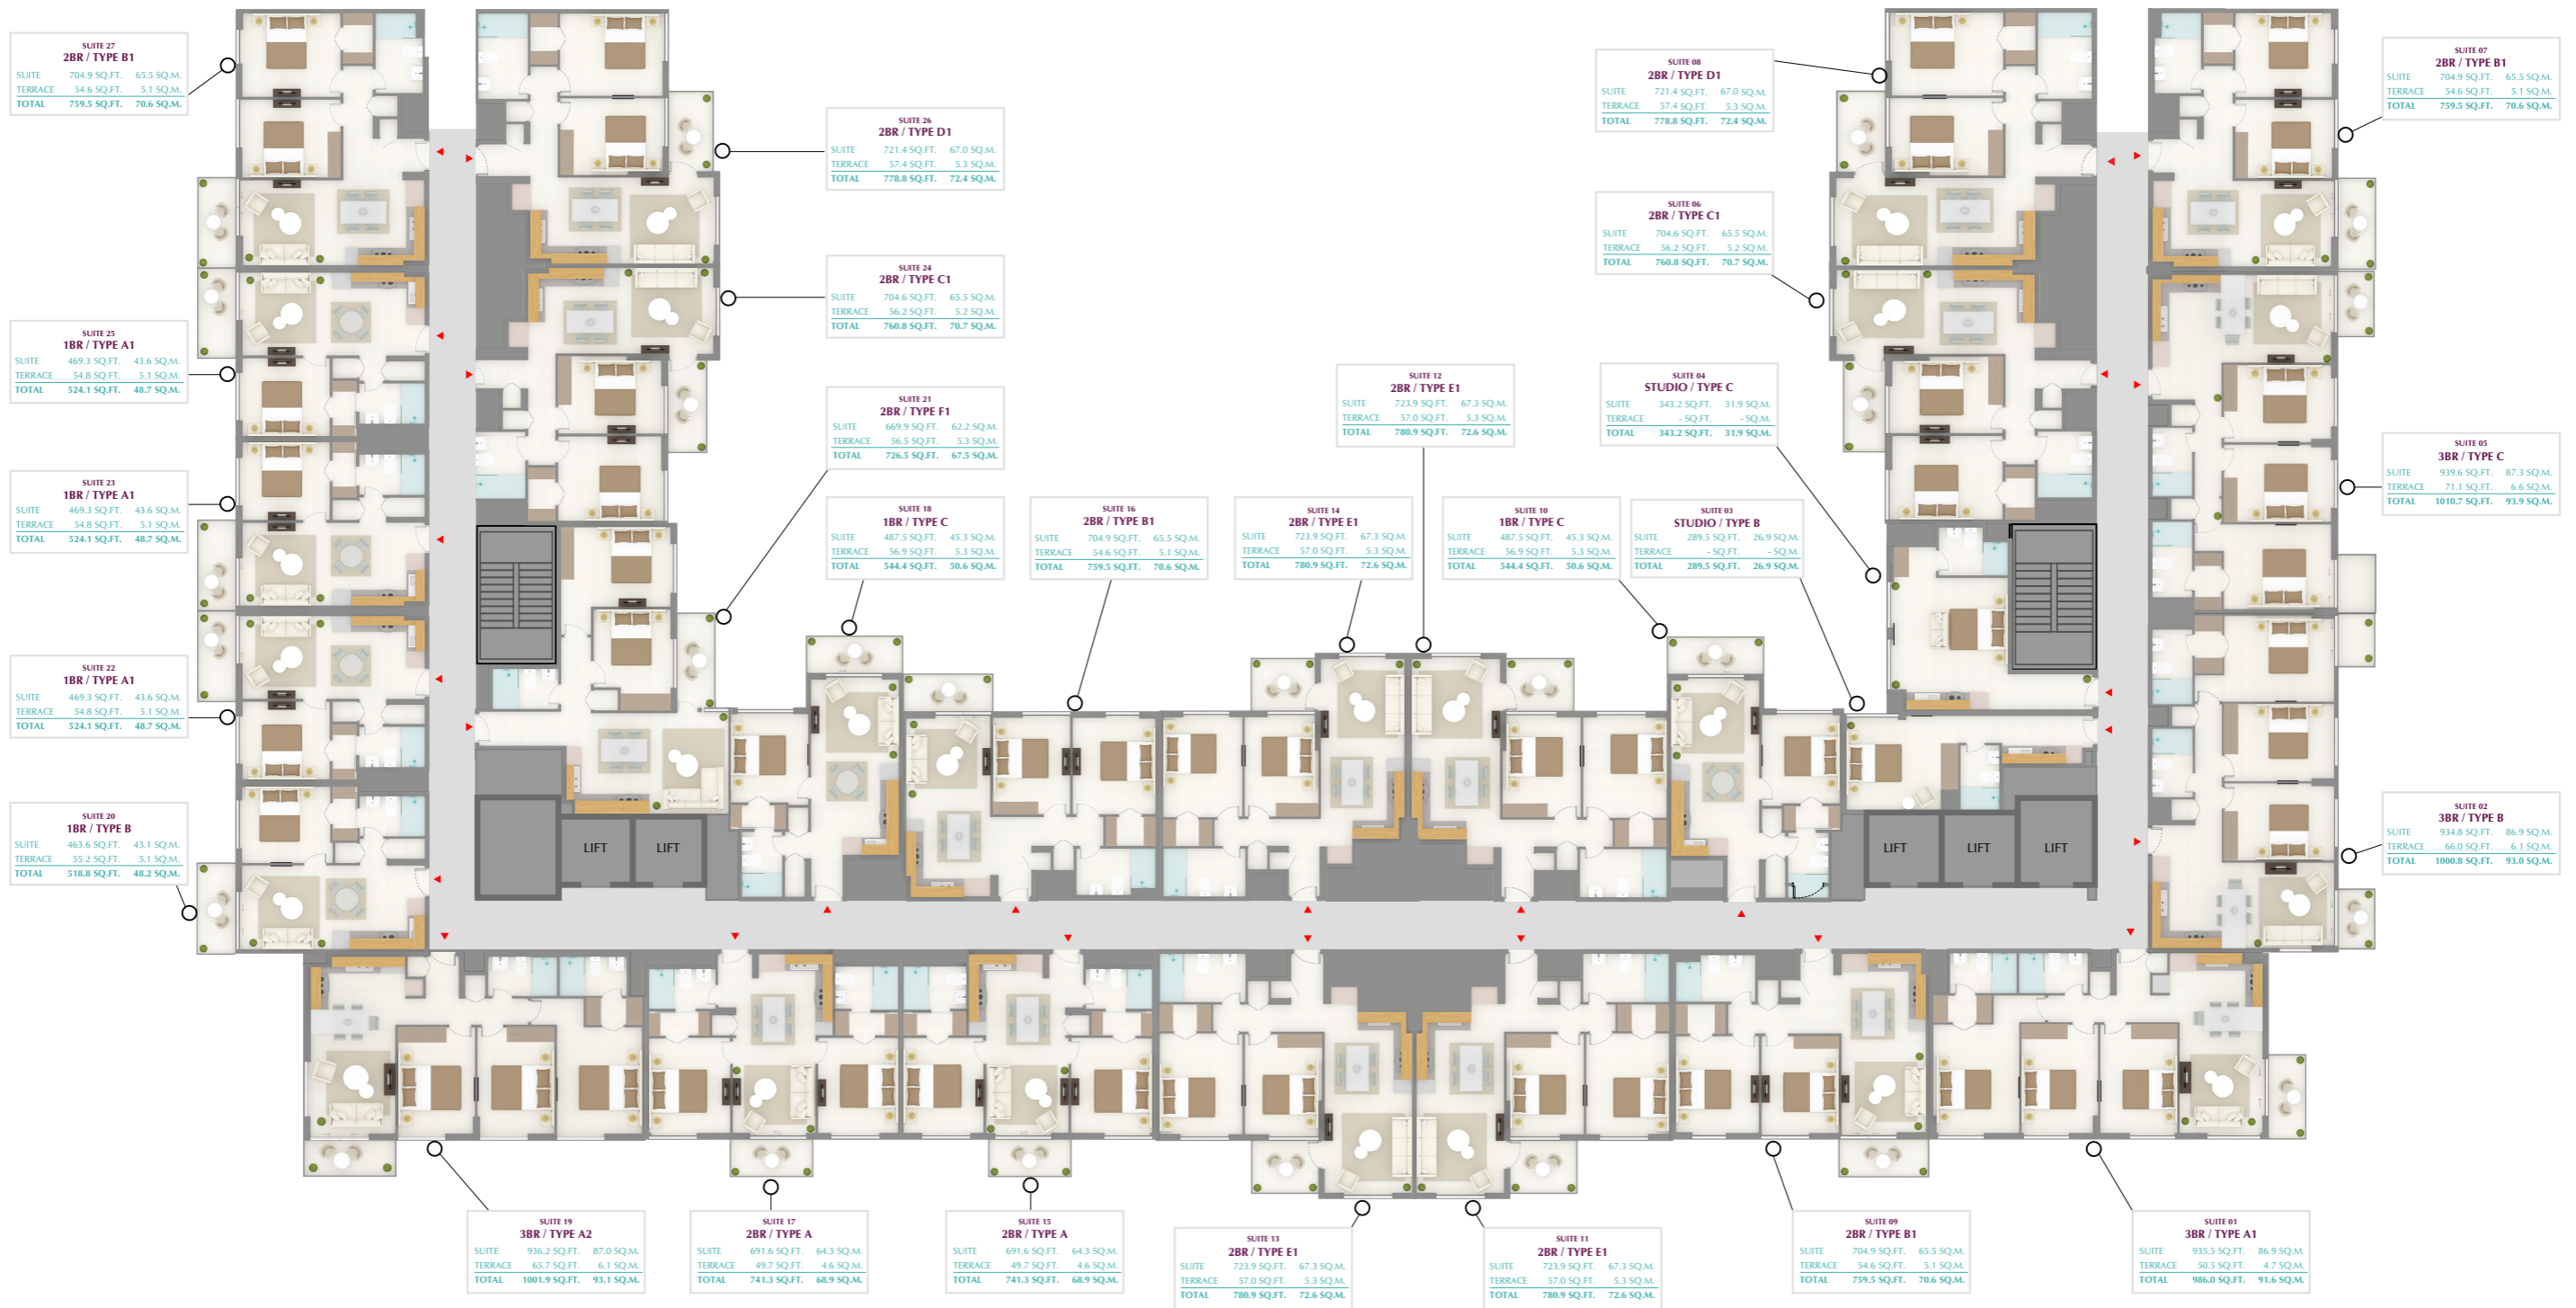 SUITE 27
2BR / TYPE B1
SUITE 704.9 SQ.FT. 65.5 SQ.M.
TERRACE 54.6 SQ.FT. 5.1 SQ.M.
TOTAL 759.5 SQ.FT. 70.6 SQ.M.
SUITE 26
2BR / TYPE D1
SUITE 721.4 SQ.FT. 67.0 SQ.M.
TERRACE 57.4 SQ.FT. 5.3 SQ.M.
TOTAL 778.8 SQ.FT. 72.4 SQ.M.
SUITE 08
2BR / TYPE D1
SUITE 721.4 SQ.FT. 67.0 SQ.M.
TERRACE 57.4 SQ.FT. 5.3 SQ.M.
TOTAL 778.8 SQ.FT. 72.4 SQ.M.
SUITE 07
2BR / TYPE B1
SUITE 704.9 SQ.FT. 65.5 SQ.M.
TERRACE 54.6 SQ.FT. 5.1 SQ.M.
TOTAL 759.5 SQ.FT. 70.6 SQ.M.
SUITE 24
2BR / TYPE C1
SUITE 704.6 SQ.FT. 65.5 SQ.M.
TERRACE 56.2 SQ.FT. 5.2 SQ.M.
TOTAL 760.8 SQ.FT. 70.7 SQ.M.
SUITE 06
2BR / TYPE C1
SUITE 704.6 SQ.FT. 65.5 SQ.M.
TERRACE 56.2 SQ.FT. 5.2 SQ.M.
TOTAL 760.8 SQ.FT. 70.7 SQ.M.
SUITE 25
1BR / TYPE A1
SUITE 469.3 SQ.FT. 43.6 SQ.M.
TERRACE 54.8 SQ.FT. 5.1 SQ.M.
TOTAL 524.1 SQ.FT. 48.7 SQ.M.
SUITE 21
2BR / TYPE F1
SUITE 669.9 SQ.FT. 62.2 SQ.M.
TERRACE 56.5 SQ.FT. 5.3 SQ.M.
TOTAL 726.5 SQ.FT. 67.5 SQ.M.
SUITE 12
2BR / TYPE E1
SUITE 723.9 SQ.FT. 67.3 SQ.M.
TERRACE 57.0 SQ.FT. 5.3 SQ.M.
TOTAL 780.9 SQ.FT. 72.6 SQ.M.
SUITE 04
STUDIO / TYPE C
SUITE 343.2 SQ.FT. 31.9 SQ.M.
TERRACE - SQ.FT. - SQ.M.
TOTAL 343.2 SQ.FT. 31.9 SQ.M.
SUITE 05
3BR / TYPE C
SUITE 939.6 SQ.FT. 87.3 SQ.M.
TERRACE 71.1 SQ.FT. 6.6 SQ.M.
TOTAL 1010.7 SQ.FT. 93.9 SQ.M.
SUITE 23
1BR / TYPE A1
SUITE 469.3 SQ.FT. 43.6 SQ.M.
TERRACE 54.8 SQ.FT. 5.1 SQ.M.
TOTAL 524.1 SQ.FT. 48.7 SQ.M.
SUITE 18
1BR / TYPE C
SUITE 487.5 SQ.FT. 45.3 SQ.M.
TERRACE 56.9 SQ.FT. 5.3 SQ.M.
TOTAL 544.4 SQ.FT. 50.6 SQ.M.
SUITE 16
2BR / TYPE B1
SUITE 704.9 SQ.FT. 65.5 SQ.M.
TERRACE 54.6 SQ.FT. 5.1 SQ.M.
TOTAL 759.5 SQ.FT. 70.6 SQ.M.
SUITE 14
2BR / TYPE E1
SUITE 723.9 SQ.FT. 67.3 SQ.M.
TERRACE 57.0 SQ.FT. 5.3 SQ.M.
TOTAL 780.9 SQ.FT. 72.6 SQ.M.
SUITE 10
1BR / TYPE C
SUITE 487.5 SQ.FT. 45.3 SQ.M.
TERRACE 56.9 SQ.FT. 5.3 SQ.M.
TOTAL 544.4 SQ.FT. 50.6 SQ.M.
SUITE 03
STUDIO / TYPE B
SUITE 289.5 SQ.FT. 26.9 SQ.M.
TERRACE - SQ.FT. - SQ.M.
TOTAL 289.5 SQ.FT. 26.9 SQ.M.
SUITE 22
1BR / TYPE A1
SUITE 469.3 SQ.FT. 43.6 SQ.M.
TERRACE 54.8 SQ.FT. 5.1 SQ.M.
TOTAL 524.1 SQ.FT. 48.7 SQ.M.
SUITE 20
1BR / TYPE B
SUITE 463.6 SQ.FT. 43.1 SQ.M.
TERRACE 55.2 SQ.FT. 5.1 SQ.M.
TOTAL 518.8 SQ.FT. 48.2 SQ.M.
SUITE 02
3BR / TYPE B
SUITE 934.8 SQ.FT. 86.9 SQ.M.
TERRACE 66.0 SQ.FT. 6.1 SQ.M.
TOTAL 1000.8 SQ.FT. 93.0 SQ.M.
LIFT LIFT LIFT LIFT LIFT
SUITE 19
3BR / TYPE A2
SUITE 936.2 SQ.FT. 87.0 SQ.M.
TERRACE 65.7 SQ.FT. 6.1 SQ.M.
TOTAL 1001.9 SQ.FT. 93.1 SQ.M.
SUITE 17
2BR / TYPE A
SUITE 691.6 SQ.FT. 64.3 SQ.M.
TERRACE 49.7 SQ.FT. 4.6 SQ.M.
TOTAL 741.3 SQ.FT. 68.9 SQ.M.
SUITE 15
2BR / TYPE A
SUITE 691.6 SQ.FT. 64.3 SQ.M.
TERRACE 49.7 SQ.FT. 4.6 SQ.M.
TOTAL 741.3 SQ.FT. 68.9 SQ.M.
SUITE 13
2BR / TYPE E1
SUITE 723.9 SQ.FT. 67.3 SQ.M.
TERRACE 57.0 SQ.FT. 5.3 SQ.M.
TOTAL 780.9 SQ.FT. 72.6 SQ.M.
SUITE 11
2BR / TYPE E1
SUITE 723.9 SQ.FT. 67.3 SQ.M.
TERRACE 57.0 SQ.FT. 5.3 SQ.M.
TOTAL 780.9 SQ.FT. 72.6 SQ.M.
SUITE 09
2BR / TYPE B1
SUITE 704.9 SQ.FT. 65.5 SQ.M.
TERRACE 54.6 SQ.FT. 5.1 SQ.M.
TOTAL 759.5 SQ.FT. 70.6 SQ.M.
SUITE 01
3BR / TYPE A1
SUITE 935.5 SQ.FT. 86.9 SQ.M.
TERRACE 50.5 SQ.FT. 4.7 SQ.M.
TOTAL 986.0 SQ.FT. 91.6 SQ.M.